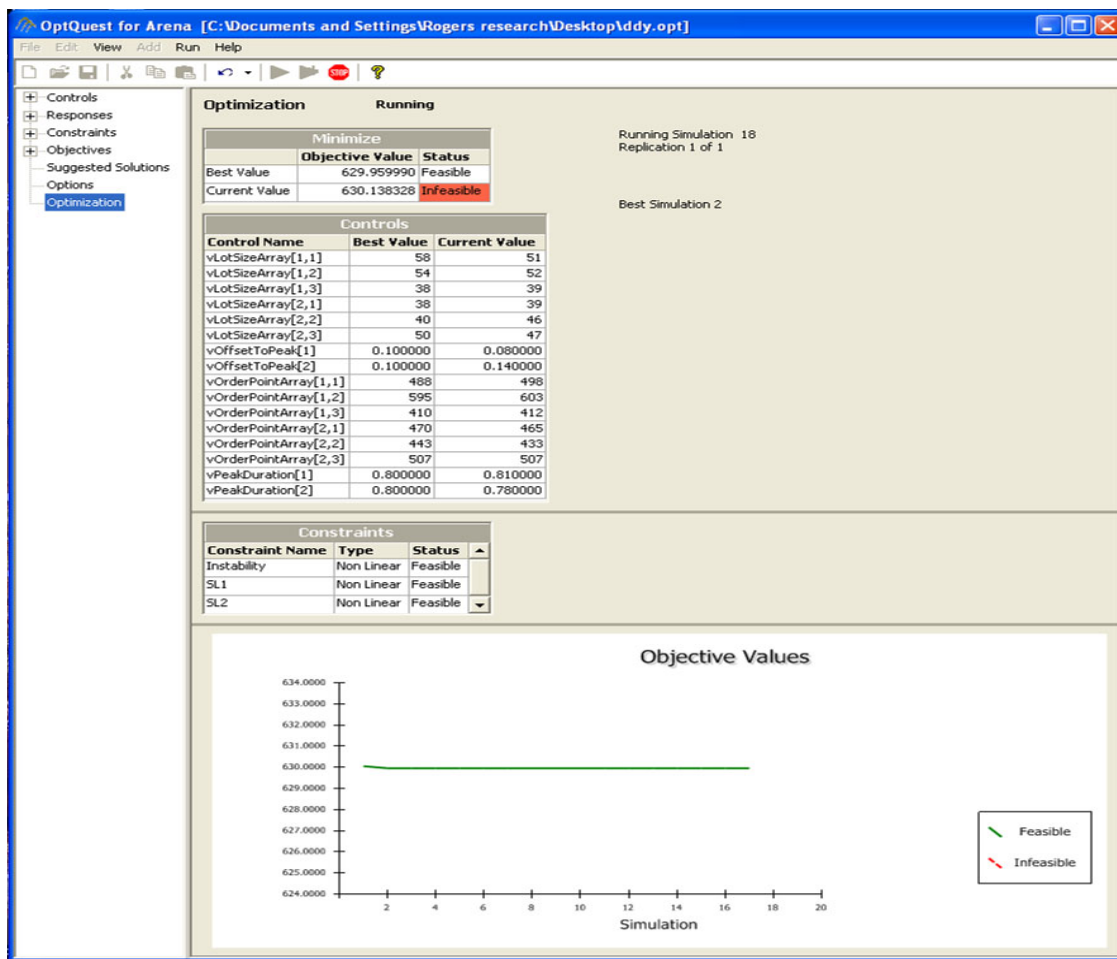 OptQuest for Arena [C:\Documents and Settings\Rogers research\Desktop\ddy.opt]
File Edit View Add Run Help
STOP
Controls
Responses
Constraints
Objectives
Suggested Solutions
Options
Optimization
Optimization Running
Running Simulation 18
Replication 1 of 1
Best Simulation 2
Minimize
Objective Value Status
Best Value 629.959990 Feasible
Current Value 630.138328 Infeasible
Controls
Control Name Best Value Current Value
vLotSizeArray[1,1] 58 51
vLotSizeArray[1,2] 54 52
vLotSizeArray[1,3] 38 39
vLotSizeArray[2,1] 38 39
vLotSizeArray[2,2] 40 46
vLotSizeArray[2,3] 50 47
vOffsetToPeak[1] 0.100000 0.080000
vOffsetToPeak[2] 0.100000 0.140000
vOrderPointArray[1,1] 488 498
vOrderPointArray[1,2] 595 603
vOrderPointArray[1,3] 410 412
vOrderPointArray[2,1] 470 465
vOrderPointArray[2,2] 443 433
vOrderPointArray[2,3] 507 507
vPeakDuration[1] 0.800000 0.810000
vPeakDuration[2] 0.800000 0.780000
Constraints
Constraint Name Type Status
Instability Non Linear Feasible
SL1 Non Linear Feasible
SL2 Non Linear Feasible
Objective Values
634.0000
633.0000
632.0000
631.0000
630.0000
629.0000
628.0000
627.0000
626.0000
625.0000
624.0000
2 4 6 8 10 12 14 16 18 20
Simulation
Feasible
Infeasible